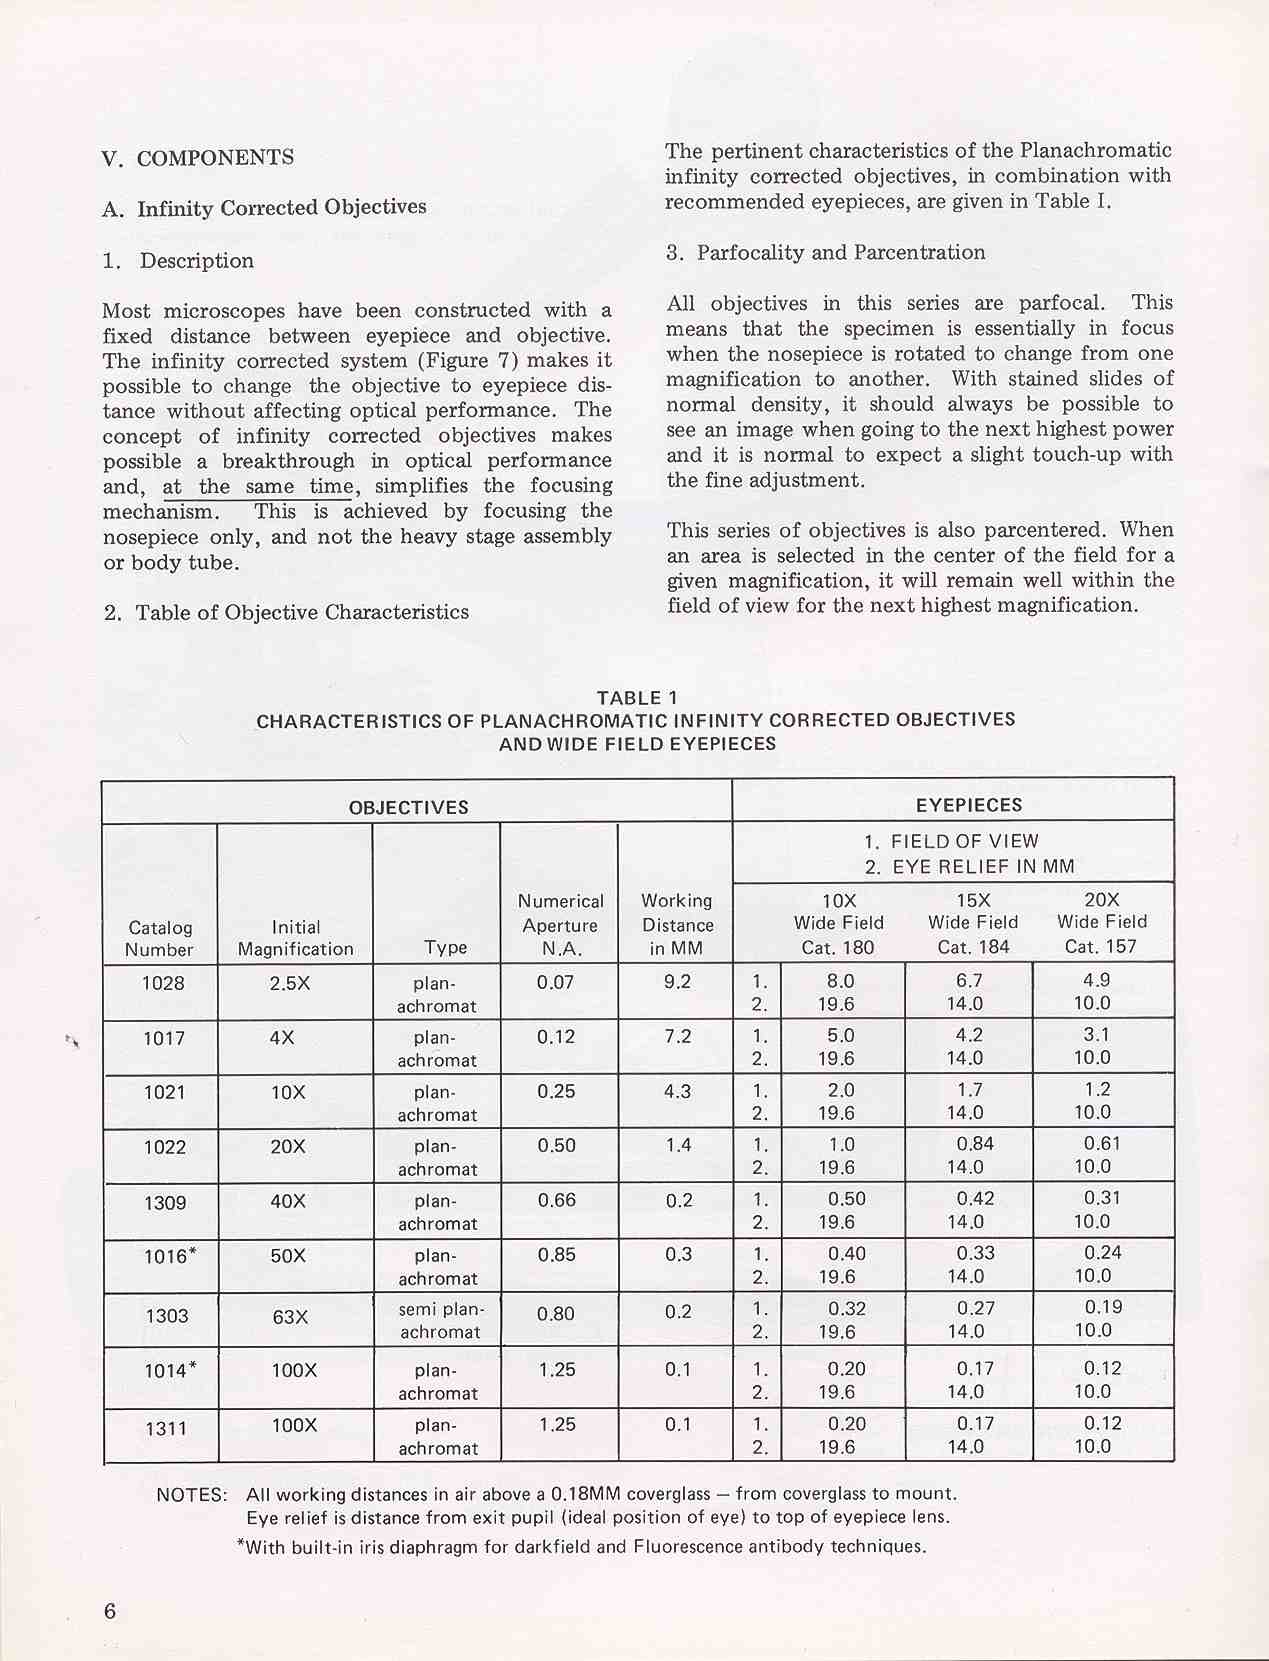 V. COMPONENTS
A. Infinity Corrected Objectives
1. Description
Most microscopes have been constructed with a
fixed distance between eyepiece and objective.
The infinity corrected system (Figure 7) makes it
possible to change the objective to eyepiece dis-
tance without affecting optical performance. The
concept of infinity corrected objectives makes
possible a breakthrough in optical performance
and, at the same time, simplifies the focusing
mechanism. This is achieved by focusing the
nosepiece only, and not the heavy stage assembly
or body tube.
2. Table of Objective Characteristics
The pertinent characteristics of the Planachromatic
infinity corrected objectives, in combination with
recommended eyepieces, are given in Table I.
3. Parfocality and Parcentration
All objectives in this series are parfocal. This
means that the specimen is essentially in focus
when the nosepiece is rotated to change from one
magnification to another. With stained slides of
normal density, it should always be possible to
see an image when going to the next highest power
and it is normal to expect a slight touch-up with
the fine adjustment.
This series of objectives is also parcentered. When
an area is selected in the center of the field for a
given magnification, it will remain well within the
field of view for the next highest magnification.
TABLE 1
CHARACTERISTICS OF PLANACHROMATIC INFINITY CORRECTED OBJECTIVES
AND WIDE FIELD EYEPIECES
OBJECTIVES EYEPIECES
1. FIELD OF VIEW
2. EYE RELIEF IN MM
Numerical Working 10X 15X 20X
Catalog Initial Aperture Distance Wide Field Wide Field Wide Field
Number Magnification Type N.A. in MM Cat. 180 Cat. 184 Cat. 157
1028 2.5X plan- 0.07 9.2 1. 8.0 6.7 4.9
achromat 2. 19.6 14.0 10.0
1017 4X plan- 0.12 7.2 1. 5.0 4.2 3.1
achromat 2. 19.6 14.0 10.0
1021 10X plan- 0.25 4.3 1. 2.0 1.7 1.2
achromat 2. 19.6 14.0 10.0
1022 20X plan- 0.50 1.4 1. 1.0 0.84 0.61
achromat 2. 19.6 14.0 10.0
1309 40X plan- 0.66 0.2 1. 0.50 0.42 0.31
achromat 2. 19.6 14.0 10.0
1016* 50X plan- 0.85 0.3 1. 0.40 0.33 0.24
achromat 2. 19.6 14.0 10.0
1303 63X semi plan- 0.80 0.2 1. 0.32 0.27 0.19
achromat 2. 19.6 14.0 10.0
1014* 100X plan- 1.25 0.1 1. 0.20 0.17 0.12
achromat 2. 19.6 14.0 10.0
1311 100X plan- 1.25 0.1 1. 0.20 0.17 0.12
achromat 2. 19.6 14.0 10.0
NOTES: All working distances in air above a 0.18MM coverglass — from coverglass to mount.
Eye relief is distance from exit pupil (ideal position of eye) to top of eyepiece lens.
*With built-in iris diaphragm for darkfield and Fluorescence antibody techniques.
6